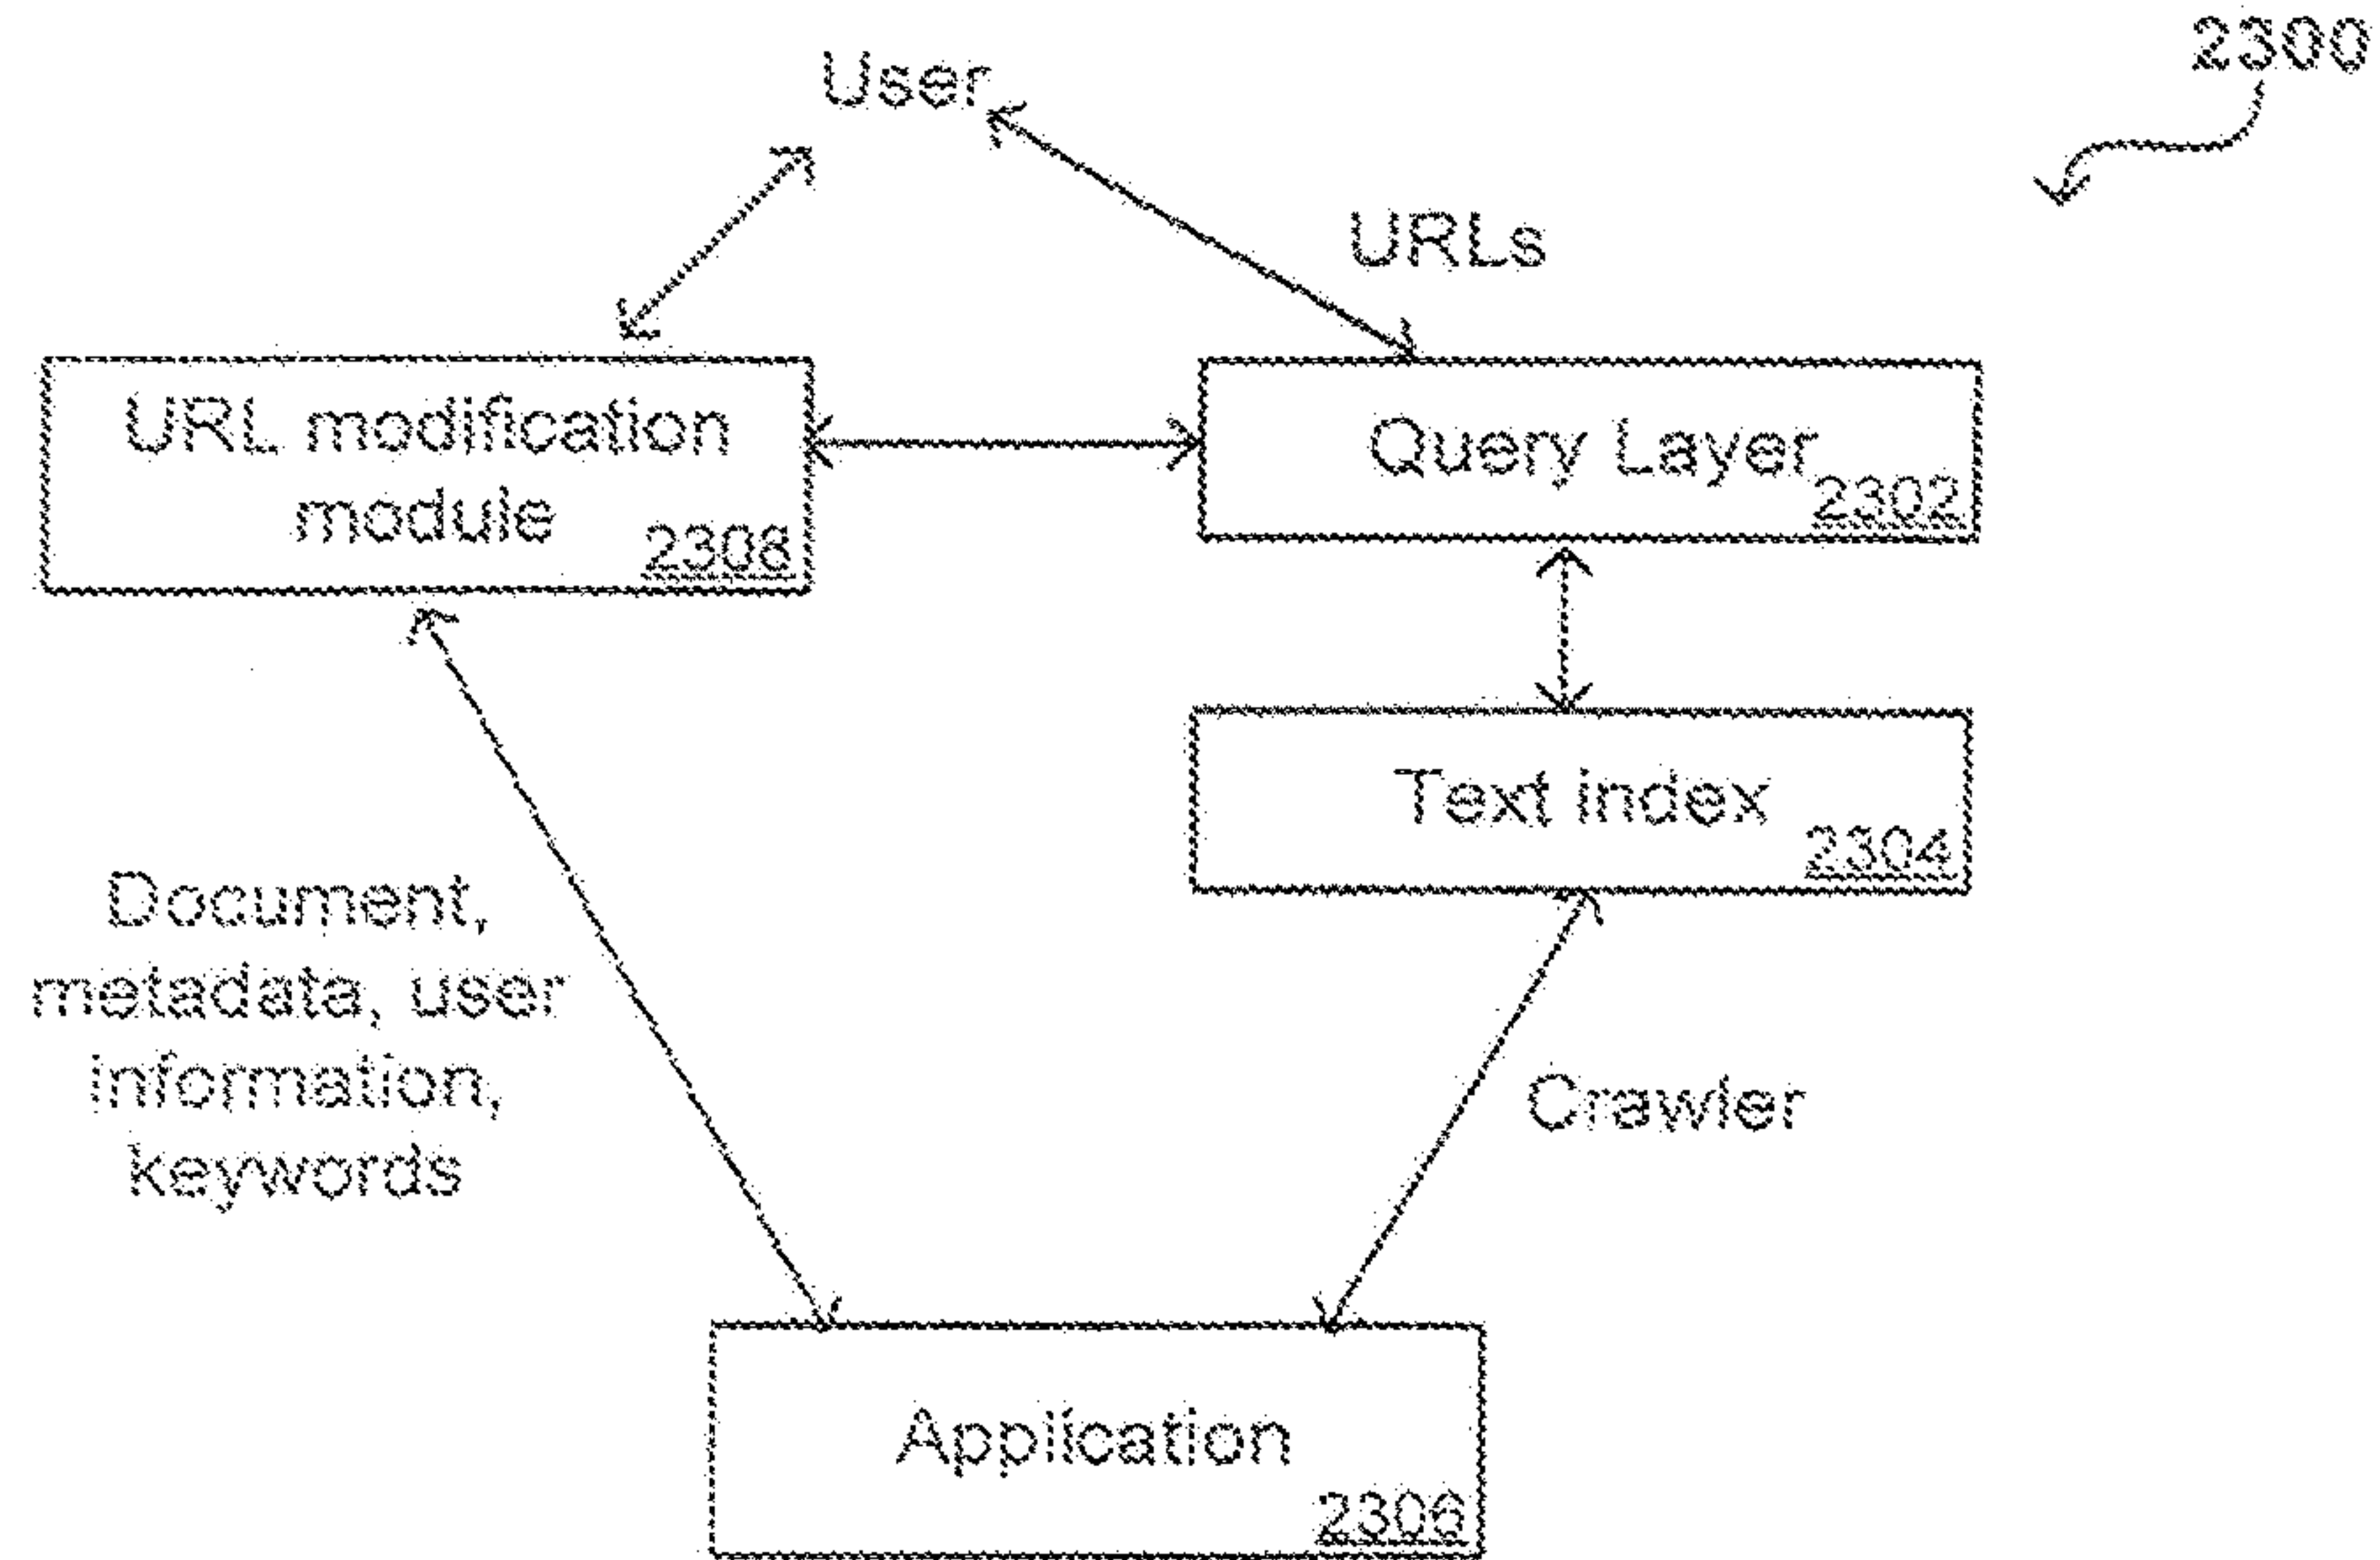 2300
User
URLs
URL modification
module
2308
Query Layer
2302
Text index
2304
Document,
metadata, user
information,
keywords
Crawler
Application
2306